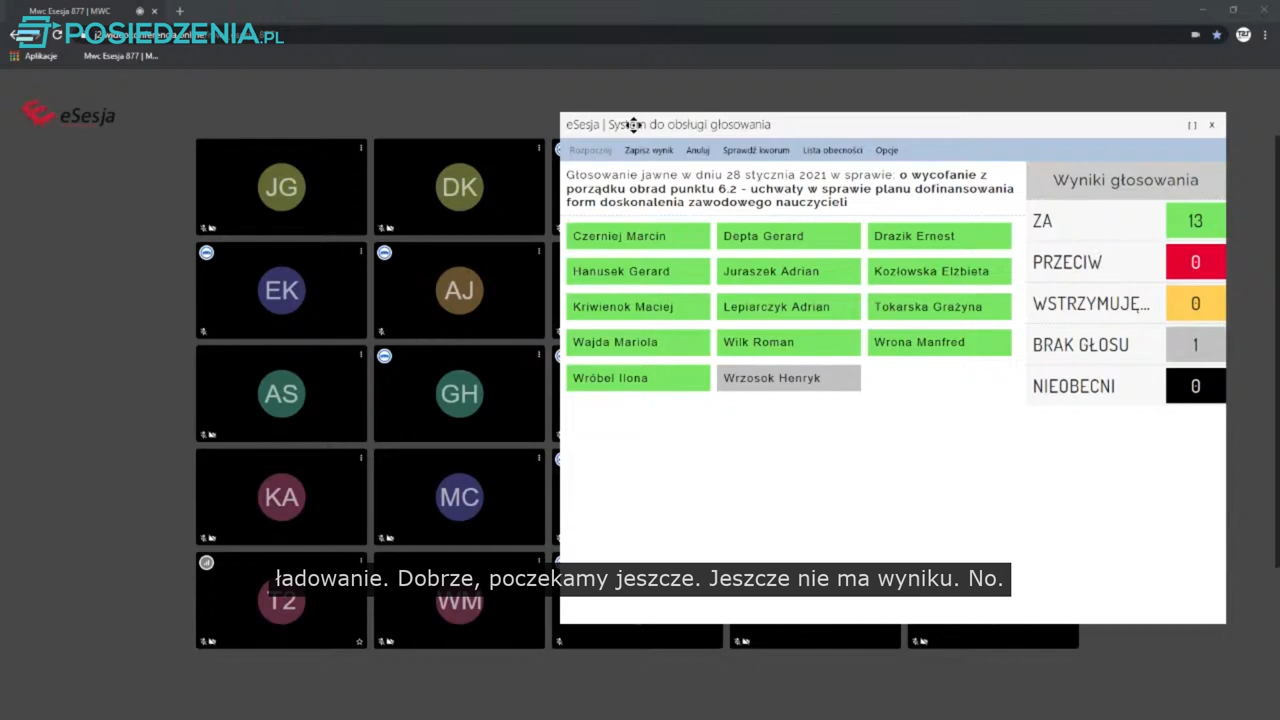 Mwc Esesja 877 | MWC
POSIEDZENIA.PL
Aplikacje
Mwc Esesja 877 | M...
eSesja
eSesja | System do obsługi głosowania
Rozpocznij Zapisz wynik Anuluj Sprawdź kworum Lista obecności Opcje
Głosowanie jawne w dniu 28 stycznia 2021 w sprawie: o wycofanie z
porządku obrad punktu 6.2 - uchwały w sprawie planu dofinansowania
form doskonalenia zawodowego nauczycieli
Czerniej Marcin Depta Gerard Drazik Ernest
Hanusek Gerard Juraszek Adrian Kozłowska Elżbieta
Kriwienok Maciej Lepiarczyk Adrian Tokarska Grażyna
Wajda Mariola Wilk Roman Wrona Manfred
Wróbel Ilona Wrzosok Henryk
Wyniki głosowania
ZA 13
PRZECIW 0
WSTRZYMUJĘ... 0
BRAK GŁOSU 1
NIEOBECNI 0
JG DK
EK AJ
AS GH
KA MC
T2 WM
ładowanie. Dobrze, poczekamy jeszcze. Jeszcze nie ma wyniku. No.